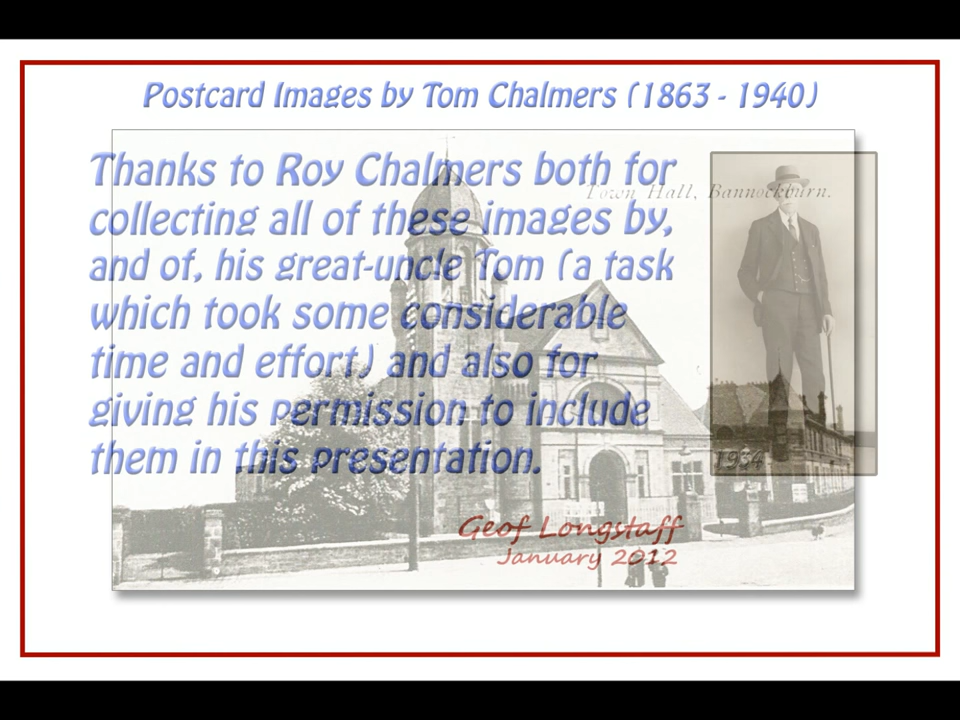 Postcard Images by Tom Chalmers (1863 - 1940)
Thanks to Roy Chalmers both for
collecting all of these images by,
and of, his great-uncle Tom (a task
which took some considerable
time and effort) and also for
giving his permission to include
them in this presentation.
Town Hall, Bannockburn.
1934
Geof Longstaff
January 2012